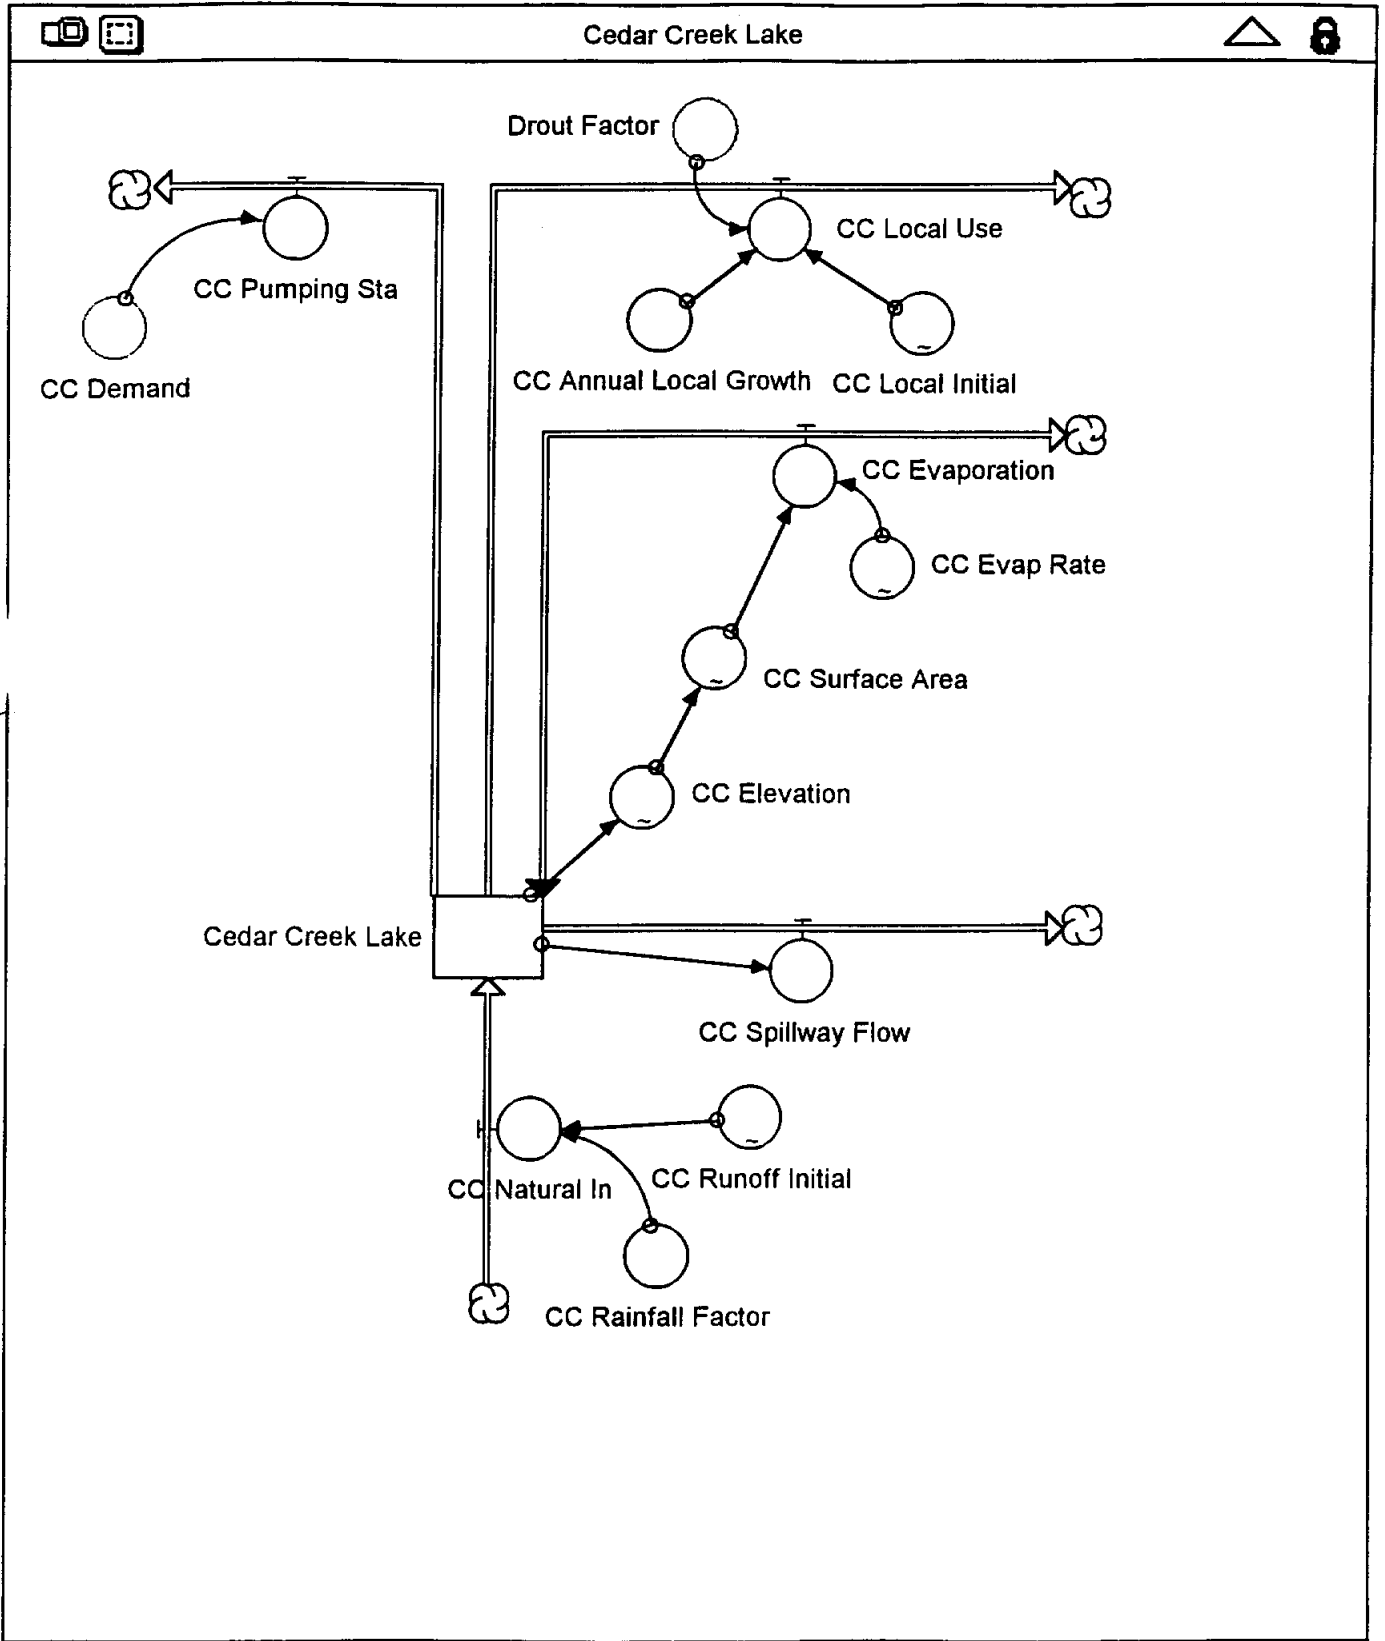 Cedar Creek Lake
Drout Factor
CC Local Use
CC Pumping Sta
CC Demand
CC Annual Local Growth
CC Local Initial
CC Evaporation
CC Evap Rate
CC Surface Area
CC Elevation
Cedar Creek Lake
CC Spillway Flow
CC Runoff Initial
CC Natural In
CC Rainfall Factor